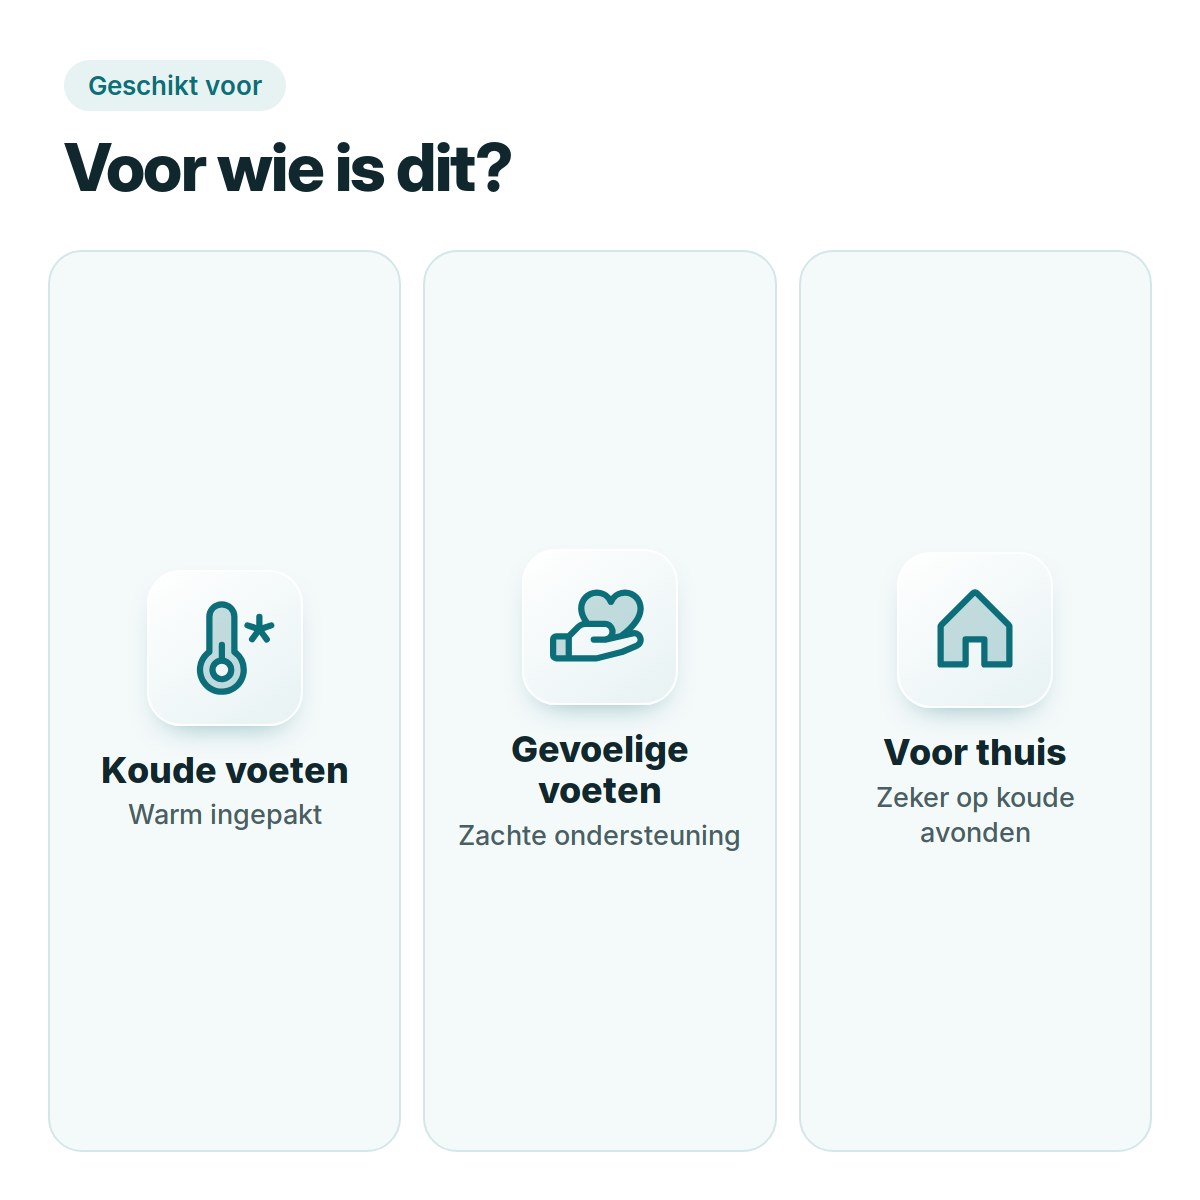 Geschikt voor
Voor wie is dit?
Koude voeten
Warm ingepakt
Gevoelige
voeten
Zachte ondersteuning
Voor thuis
Zeker op koude
avonden